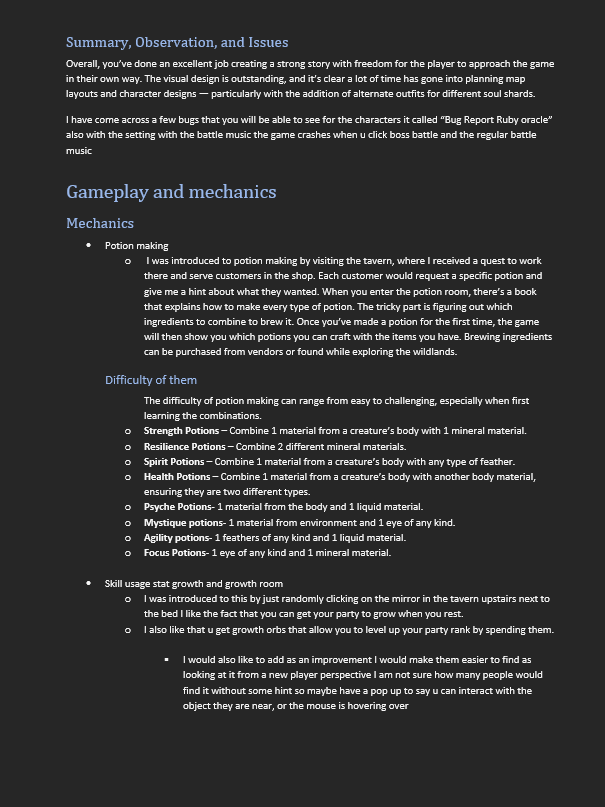 Summary, Observation, and Issues
Overall, you've done an excellent job creating a strong story with freedom for the player to approach the game
in their own way. The visual design is outstanding, and it's clear a lot of time has gone into planning map
layouts and character designs — particularly with the addition of alternate outfits for different soul shards.
I have come across a few bugs that you will be able to see for the characters it called "Bug Report Ruby oracle"
also with the setting with the battle music the game crashes when u click boss battle and the regular battle
music
Gameplay and mechanics
Mechanics
• Potion making
o I was introduced to potion making by visiting the tavern, where I received a quest to work
there and serve customers in the shop. Each customer would request a specific potion and
give me a hint about what they wanted. When you enter the potion room, there's a book
that explains how to make every type of potion. The tricky part is figuring out which
ingredients to combine to brew it. Once you've made a potion for the first time, the game
will then show you which potions you can craft with the items you have. Brewing ingredients
can be purchased from vendors or found while exploring the wildlands.
Difficulty of them
The difficulty of potion making can range from easy to challenging, especially when first
learning the combinations.
o Strength Potions – Combine 1 material from a creature's body with 1 mineral material.
o Resilience Potions – Combine 2 different mineral materials.
o Spirit Potions – Combine 1 material from a creature's body with any type of feather.
o Health Potions – Combine 1 material from a creature's body with another body material,
ensuring they are two different types.
o Psyche Potions- 1 material from the body and 1 liquid material.
o Mystique potions- 1 material from environment and 1 eye of any kind.
o Agility potions- 1 feathers of any kind and 1 liquid material.
o Focus Potions- 1 eye of any kind and 1 mineral material.
• Skill usage stat growth and growth room
o I was introduced to this by just randomly clicking on the mirror in the tavern upstairs next to
the bed I like the fact that you can get your party to grow when you rest.
o I also like that u get growth orbs that allow you to level up your party rank by spending them.
▪ I would also like to add as an improvement I would make them easier to find as
looking at it from a new player perspective I am not sure how many people would
find it without some hint so maybe have a pop up to say u can interact with the
object they are near, or the mouse is hovering over